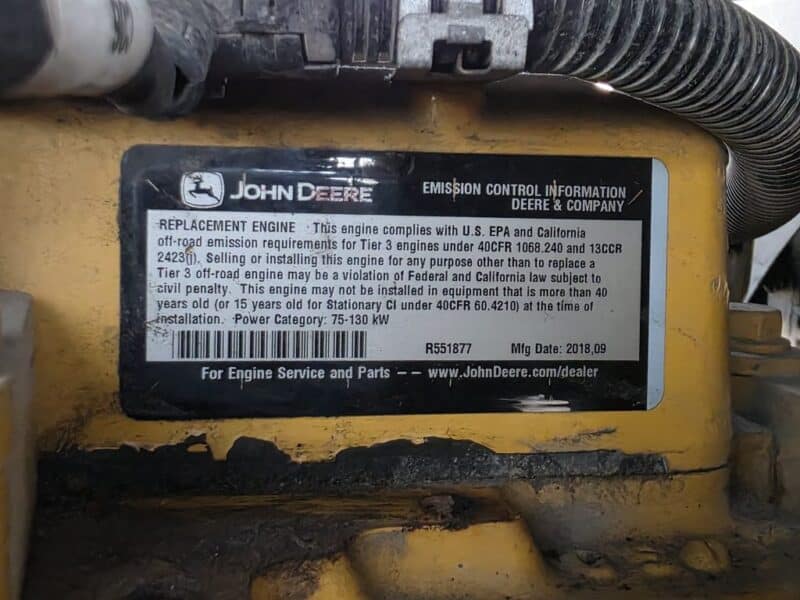 JOHN DEERE
EMISSION CONTROL INFORMATION
DEERE & COMPANY
REPLACEMENT ENGINE - This engine complies with U.S. EPA and California
off-road emission requirements for Tier 3 engines under 40CFR 1068.240 and 13CCR
2423(j). Selling or installing this engine for any purpose other than to replace a
Tier 3 off-road engine may be a violation of Federal and California law subject to
civil penalty. This engine may not be installed in equipment that is more than 40
years old (or 15 years old for Stationary CI under 40CFR 60.4210) at the time of
installation. Power Category: 75-130 kW
R551877 Mfg Date: 2018,09
For Engine Service and Parts -- www.JohnDeere.com/dealer